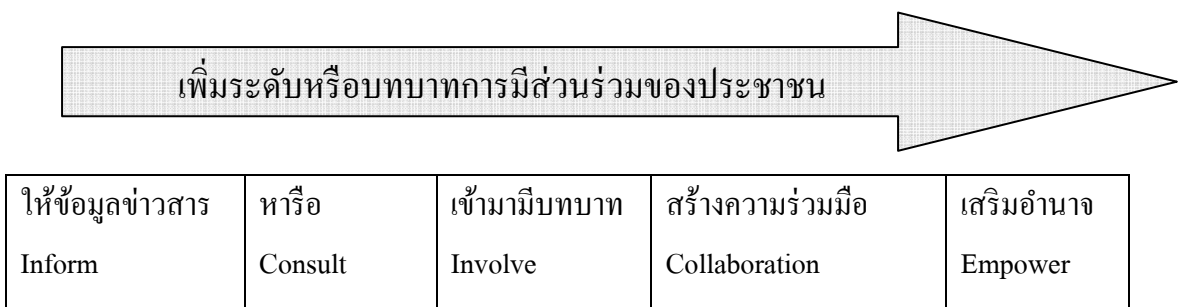 เพิ่มระดับหรือบทบาทการมีส่วนร่วมของประชาชน
ให้ข้อมูลข่าวสาร หารือ เข้ามามีบทบาท สร้างความร่วมมือ เสริมอำนาจ
Inform Consult Involve Collaboration Empower